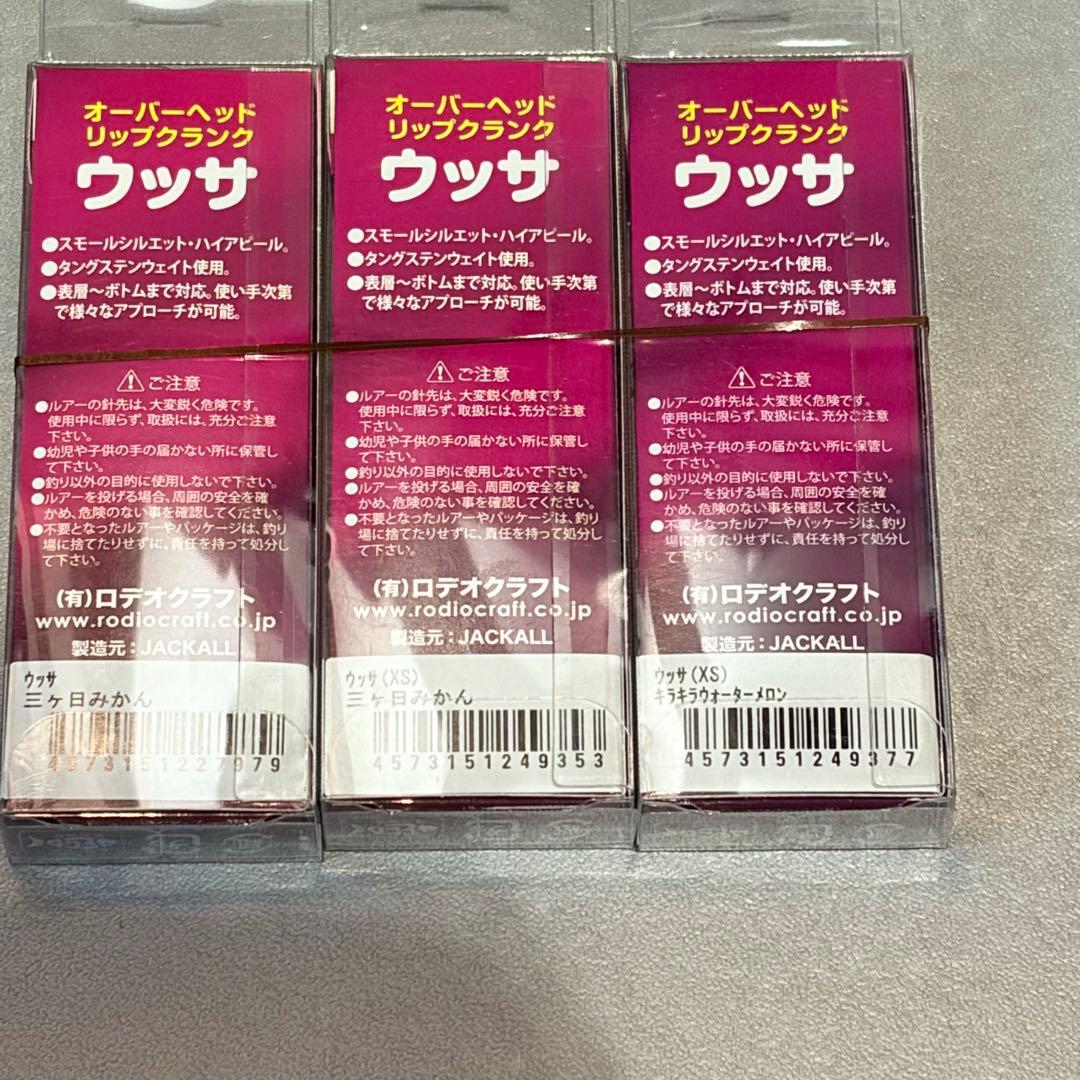 オーバーヘッド
リップクランク
ウッサ
●スモールシルエット・ハイアピール。
●タングステンウェイト使用。
●表層～ボトムまで対応。使い手次第
で様々なアプローチが可能。
ご注意
●ルアーの針先は、大変鋭く危険です。
使用中に限らず、取扱には、充分ご注意
下さい。
●幼児や子供の手の届かない所に保管し
て下さい。
●釣り以外の目的に使用しないで下さい。
●ルアーを投げる場合、周囲の安全を確
かめ、危険のない事を確認してください。
●不要となったルアーやパッケージは、釣り
場に捨てたりせずに、責任を持って処分し
て下さい。
(有)ロデオクラフト
www.rodiocraft.co.jp
製造元：JACKALL
ウッサ
三ヶ日みかん
4573151227979
オーバーヘッド
リップクランク
ウッサ
●スモールシルエット・ハイアピール。
●タングステンウェイト使用。
●表層～ボトムまで対応。使い手次第
で様々なアプローチが可能。
ご注意
●ルアーの針先は、大変鋭く危険です。
使用中に限らず、取扱には、充分ご注意
下さい。
●幼児や子供の手の届かない所に保管し
て下さい。
●釣り以外の目的に使用しないで下さい。
●ルアーを投げる場合、周囲の安全を確
かめ、危険のない事を確認してください。
●不要となったルアーやパッケージは、釣り
場に捨てたりせずに、責任を持って処分し
て下さい。
(有)ロデオクラフト
www.rodiocraft.co.jp
製造元：JACKALL
ウッサ(XS)
三ヶ日みかん
4573151249353
オーバーヘッド
リップクランク
ウッサ
●スモールシルエット・ハイアピール。
●タングステンウェイト使用。
●表層～ボトムまで対応。使い手次第
で様々なアプローチが可能。
ご注意
●ルアーの針先は、大変鋭く危険です。
使用中に限らず、取扱には、充分ご注意
下さい。
●幼児や子供の手の届かない所に保管し
て下さい。
●釣り以外の目的に使用しないで下さい。
●ルアーを投げる場合、周囲の安全を確
かめ、危険のない事を確認してください。
●不要となったルアーやパッケージは、釣り
場に捨てたりせずに、責任を持って処分し
て下さい。
(有)ロデオクラフト
www.rodiocraft.co.jp
製造元：JACKALL
ウッサ(XS)
キラキラウォーターメロン
4573151249377